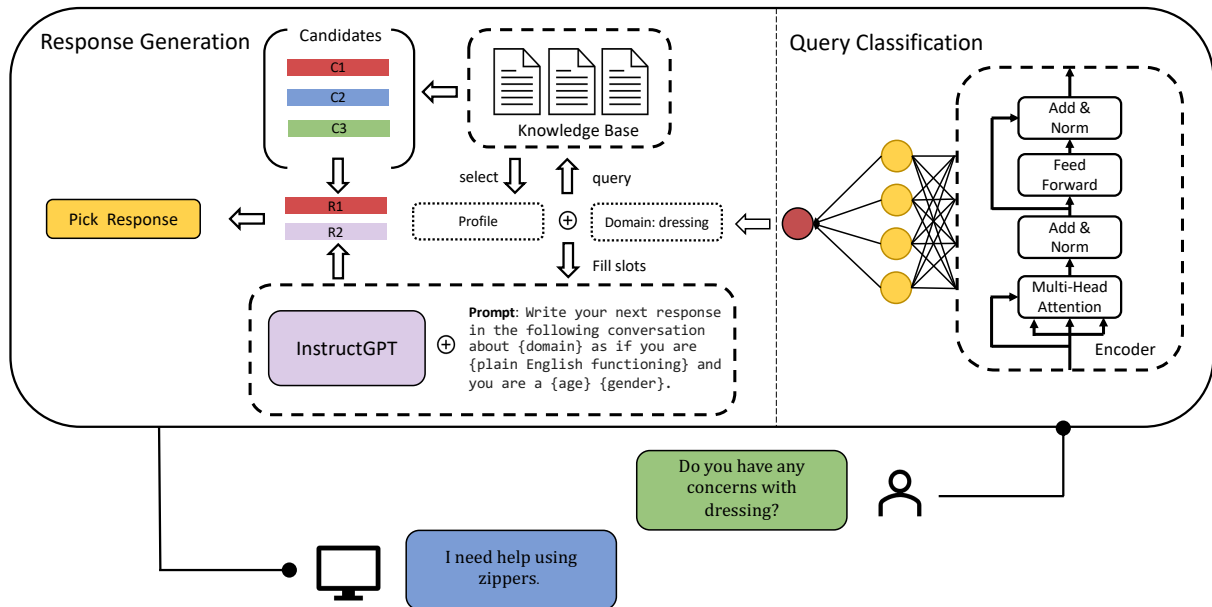 Response Generation
Candidates
C1
C2
C3
Knowledge Base
select
query
Pick Response
R1
R2
Profile
Domain: dressing
Fill slots
InstructGPT
Prompt: Write your next response
in the following conversation
about {domain} as if you are
{plain English functioning} and
you are a {age} {gender}.
Query Classification
Add &
Norm
Feed
Forward
Add &
Norm
Multi-Head
Attention
Encoder
Do you have any
concerns with
dressing?
I need help using
zippers.